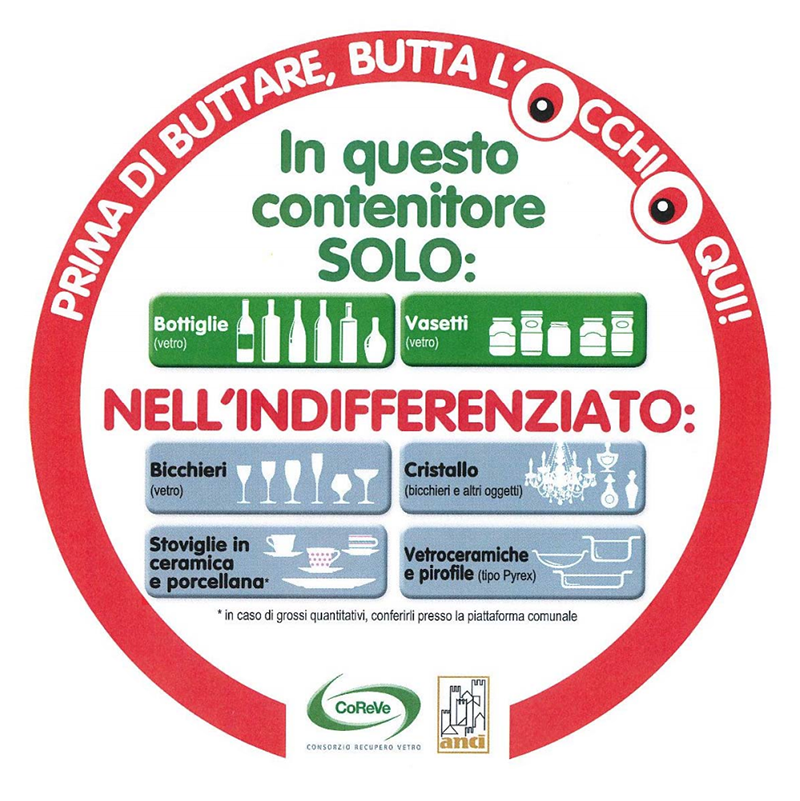 PRIMA DI BUTTARE, BUTTA L'OCCHIO QUI!
In questo
contenitore
SOLO:
Bottiglie
(vetro)
Vasetti
(vetro)
NELL'INDIFFERENZIATO:
Bicchieri
(vetro)
Cristallo
(bicchieri e altri oggetti)
Stoviglie in
ceramica
e porcellana*
Vetroceramiche
e pirofile (tipo Pyrex)
* in caso di grossi quantitativi, conferirli presso la piattaforma comunale
CoReVe
CONSORZIO RECUPERO VETRO
anci